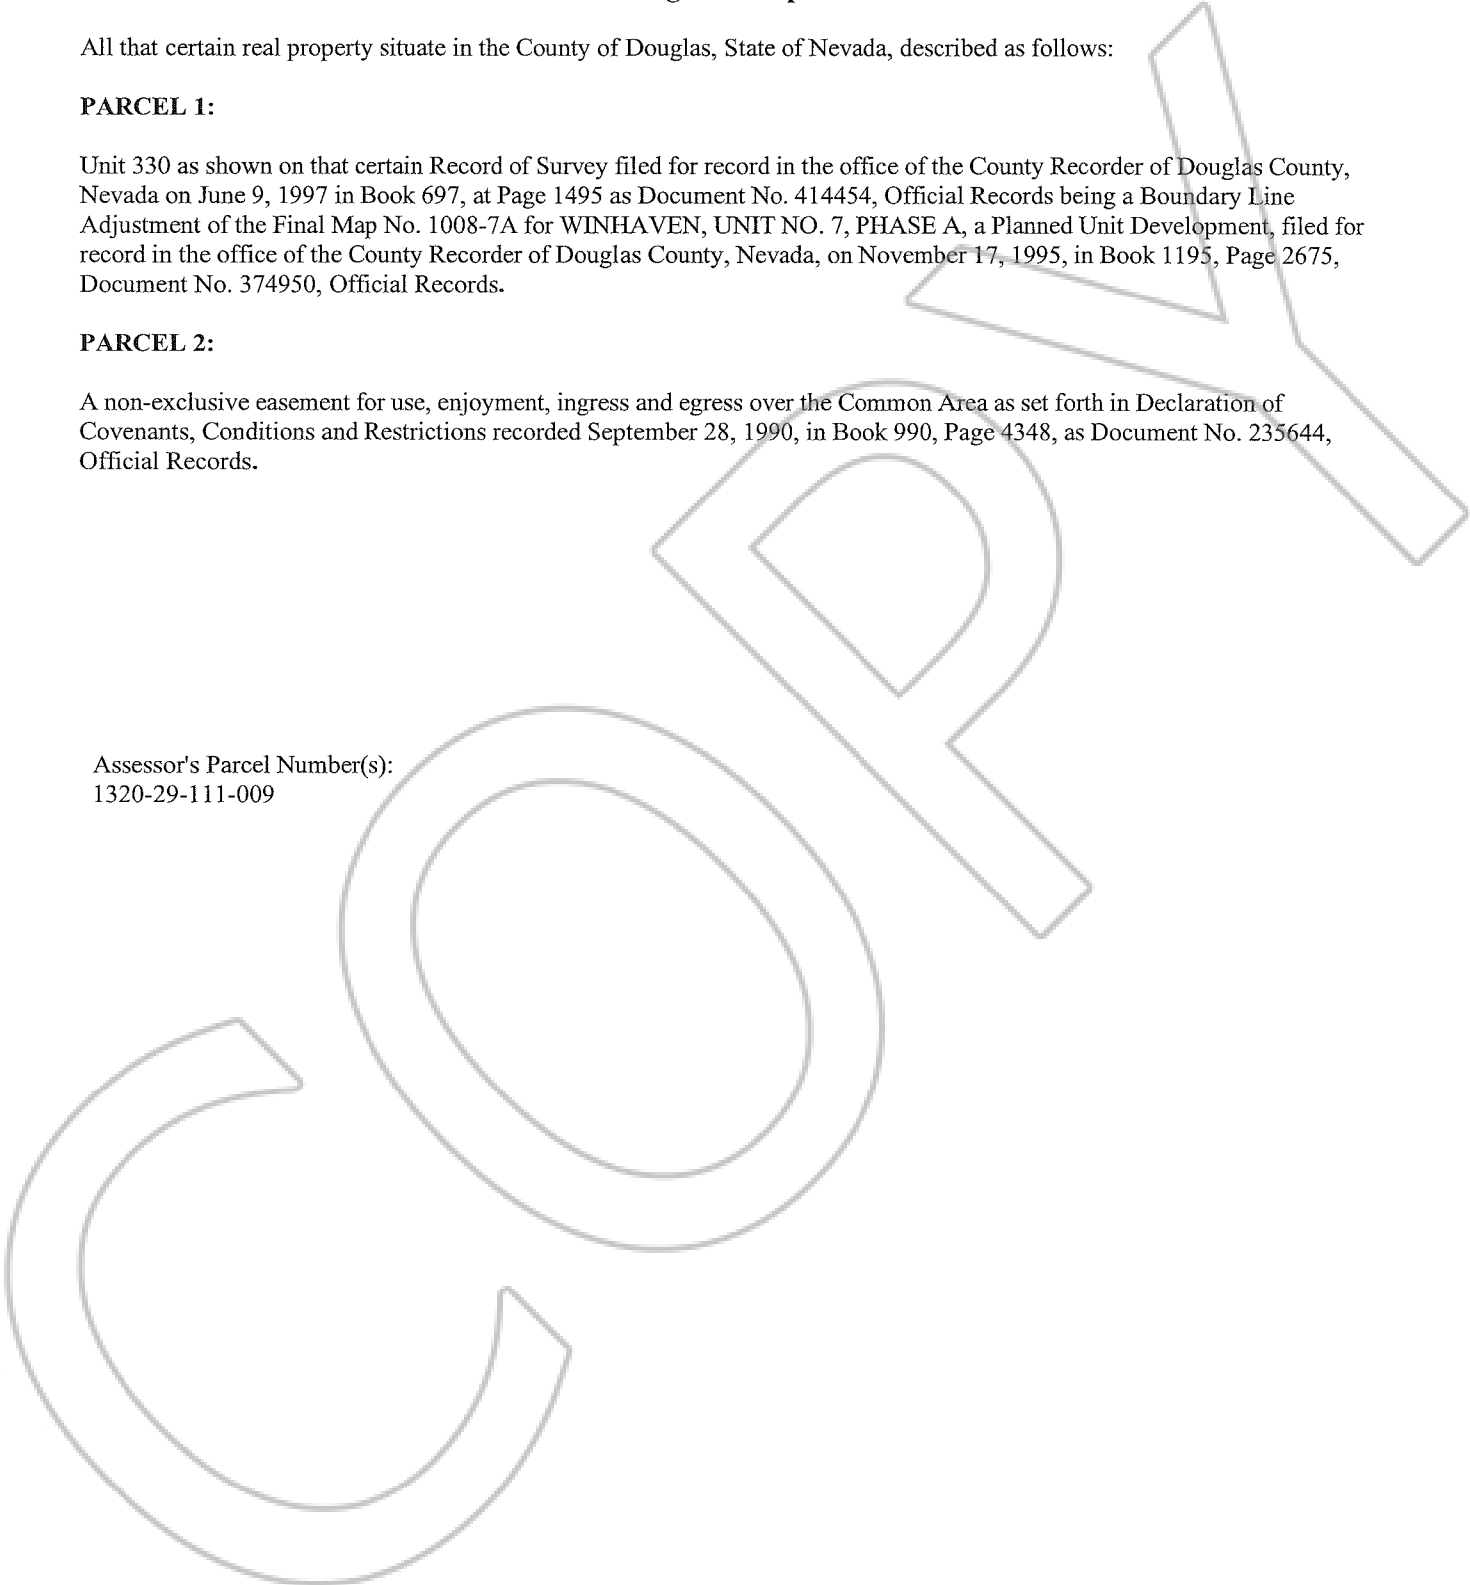 All that certain real property situate in the County of Douglas, State of Nevada, described as follows:
PARCEL 1:
Unit 330 as shown on that certain Record of Survey filed for record in the office of the County Recorder of Douglas County,
Nevada on June 9, 1997 in Book 697, at Page 1495 as Document No. 414454, Official Records being a Boundary Line
Adjustment of the Final Map No. 1008-7A for WINHAVEN, UNIT NO. 7, PHASE A, a Planned Unit Development, filed for
record in the office of the County Recorder of Douglas County, Nevada, on November 17, 1995, in Book 1195, Page 2675,
Document No. 374950, Official Records.
PARCEL 2:
A non-exclusive easement for use, enjoyment, ingress and egress over the Common Area as set forth in Declaration of
Covenants, Conditions and Restrictions recorded September 28, 1990, in Book 990, Page 4348, as Document No. 235644,
Official Records.
Assessor's Parcel Number(s):
1320-29-111-009
COPY